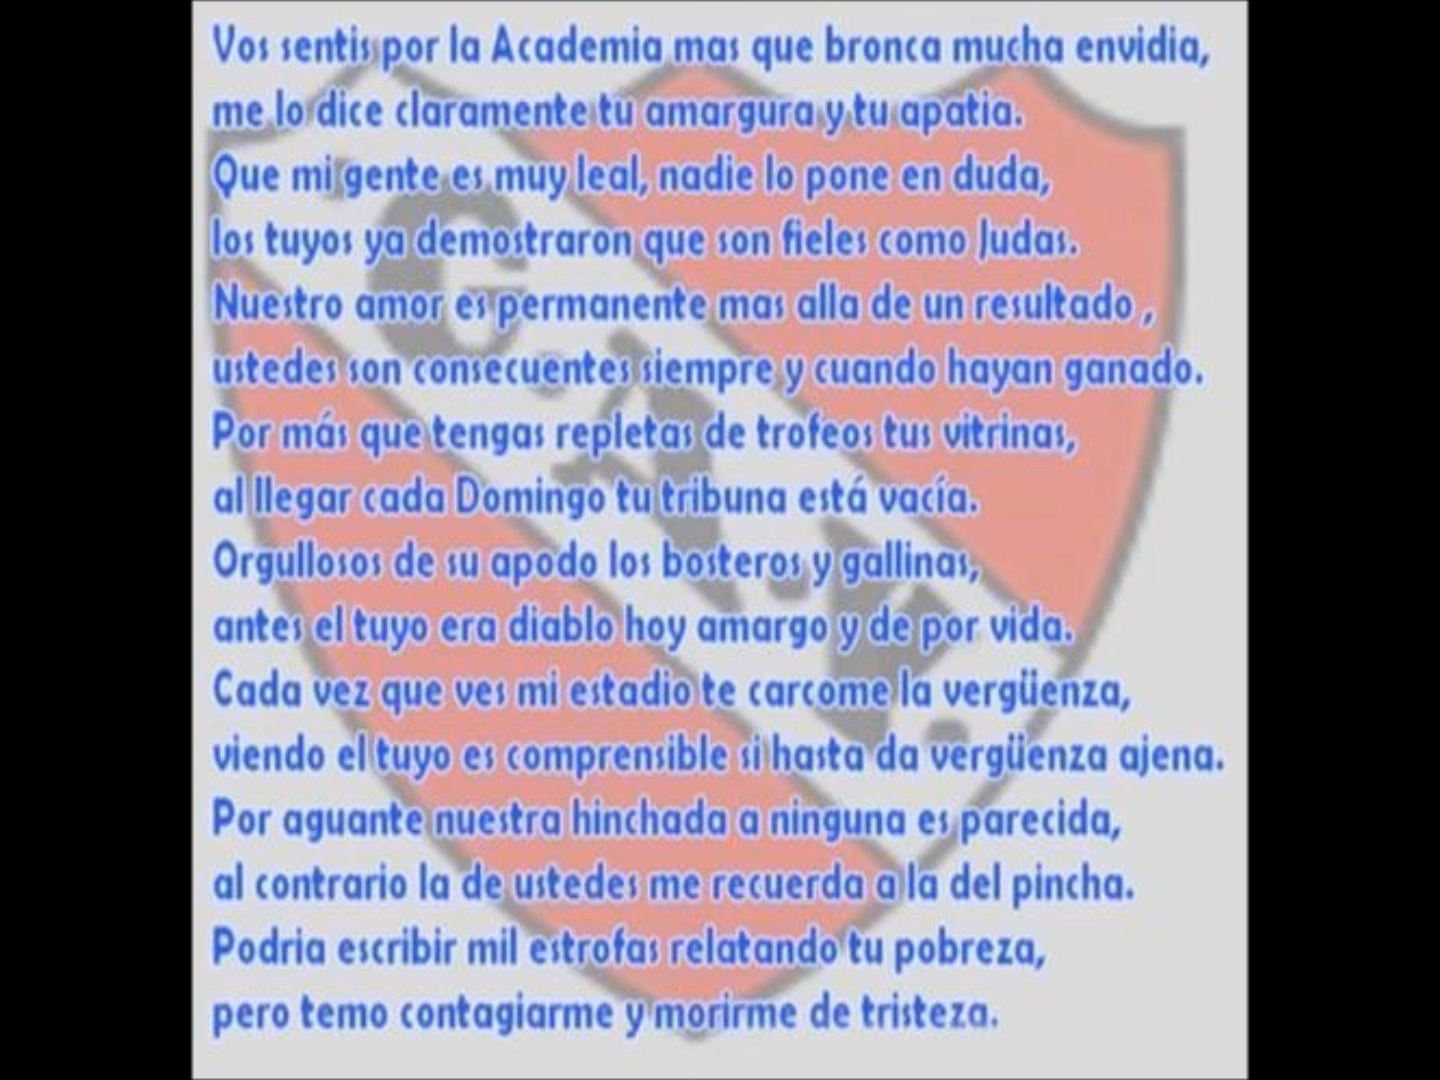 Vos sentis por la Academia mas que bronca mucha envidia,
me lo dice claramente tu amargura y tu apatia.
Que mi gente es muy leal, nadie lo pone en duda,
los tuyos ya demostraron que son fieles como Judas.
Nuestro amor es permanente mas alla de un resultado ,
ustedes son consecuentes siempre y cuando hayan ganado.
Por más que tengas repletas de trofeos tus vitrinas,
al llegar cada Domingo tu tribuna está vacía.
Orgullosos de su apodo los bosteros y gallinas,
antes el tuyo era diablo hoy amargo y de por vida.
Cada vez que ves mi estadio te carcome la vergüenza,
viendo el tuyo es comprensible si hasta da vergüenza ajena.
Por aguante nuestra hinchada a ninguna es parecida,
al contrario la de ustedes me recuerda a la del pincha.
Podria escribir mil estrofas relatando tu pobreza,
pero temo contagiarme y morirme de tristeza.
C.A.I.